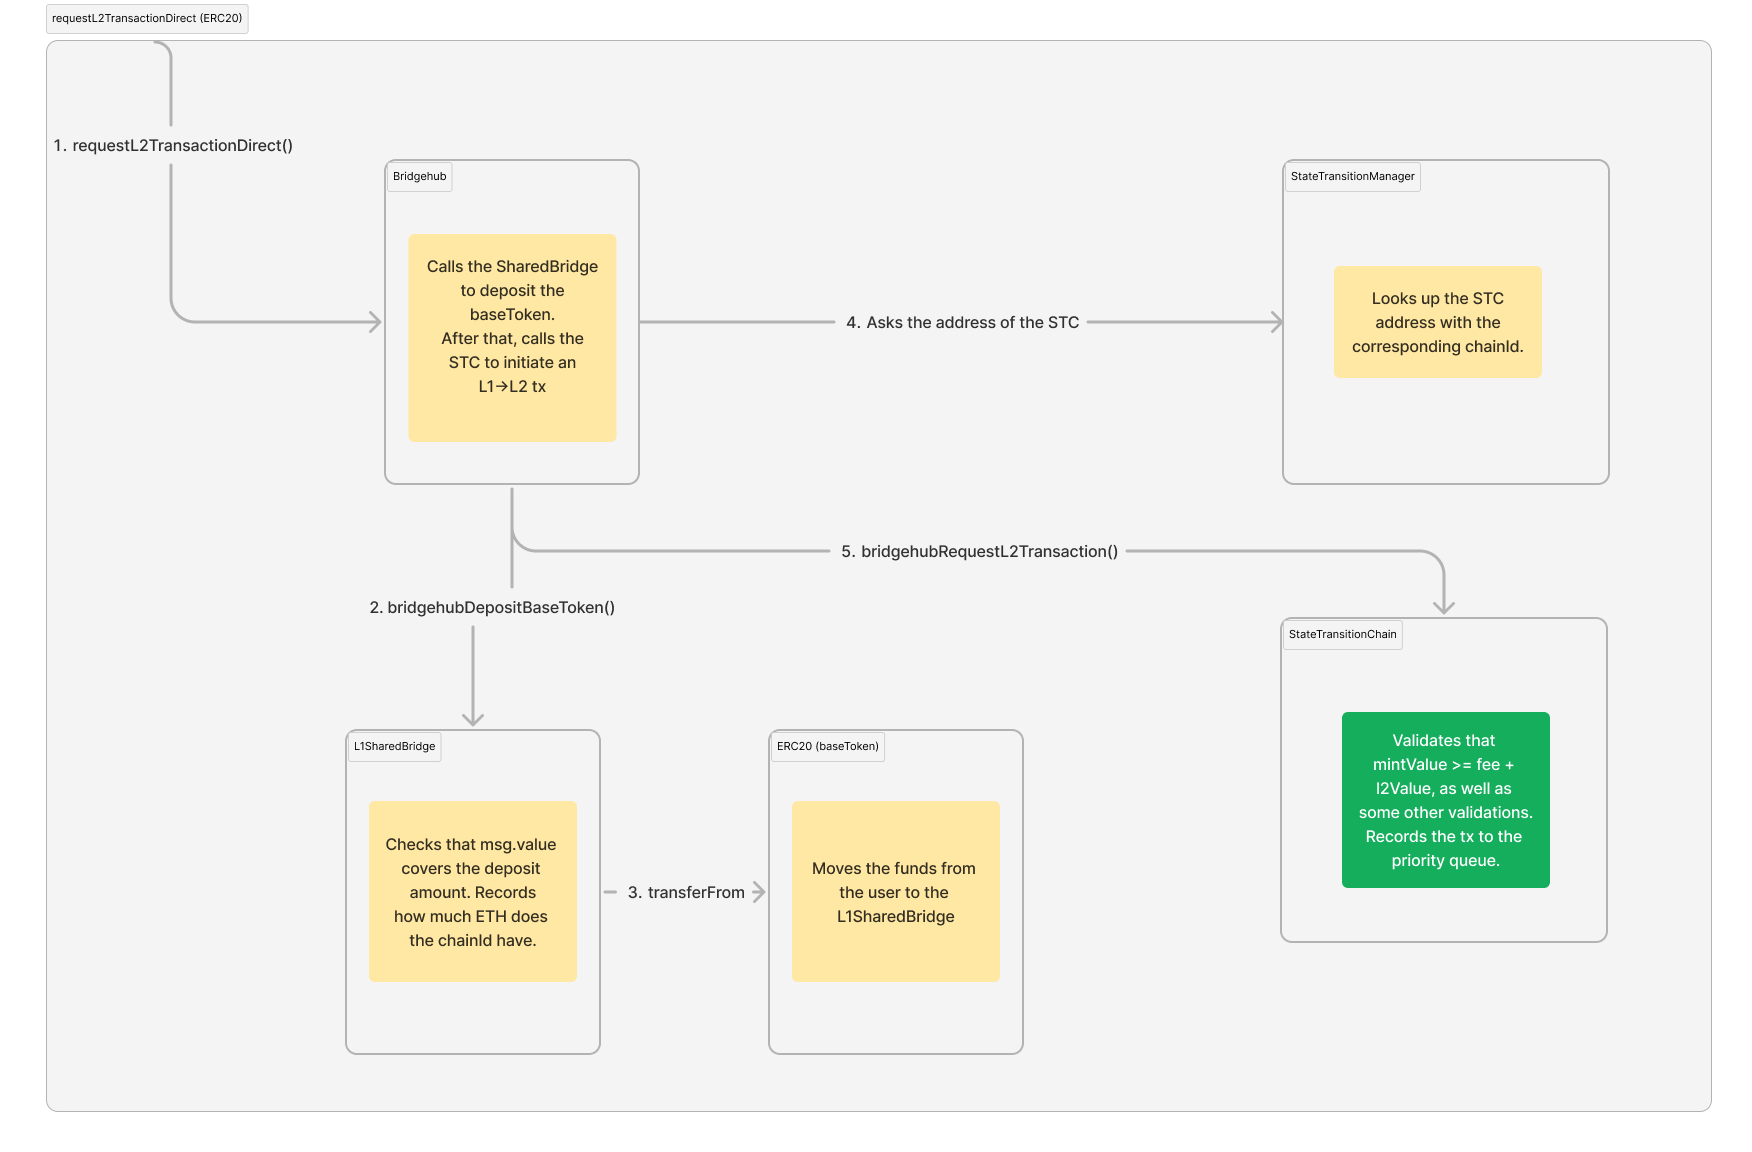 requestL2TransactionDirect (ERC20)
1. requestL2TransactionDirect()
Bridgehub
Calls the SharedBridge
to deposit the
baseToken.
After that, calls the
STC to initiate an
L1→L2 tx
4. Asks the address of the STC
StateTransitionManager
Looks up the STC
address with the
corresponding chainId.
5. bridgehubRequestL2Transaction()
2. bridgehubDepositBaseToken()
StateTransitionChain
Validates that
mintValue >= fee +
l2Value, as well as
some other validations.
Records the tx to the
priority queue.
L1SharedBridge
Checks that msg.value
covers the deposit
amount. Records
how much ETH does
the chainId have.
3. transferFrom
ERC20 (baseToken)
Moves the funds from
the user to the
L1SharedBridge